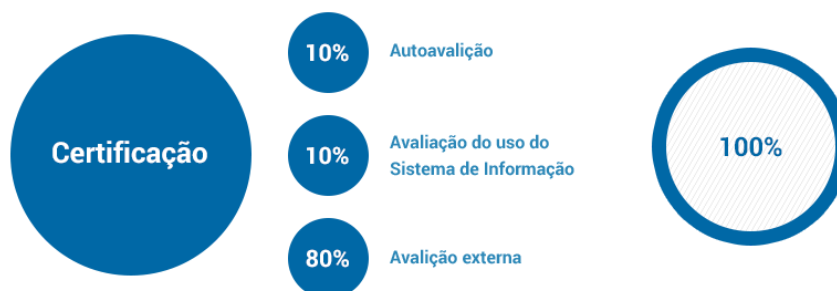 Certificação
10%
Autoavalição
10%
Avaliação do uso do
Sistema de Informação
80%
Avalição externa
100%